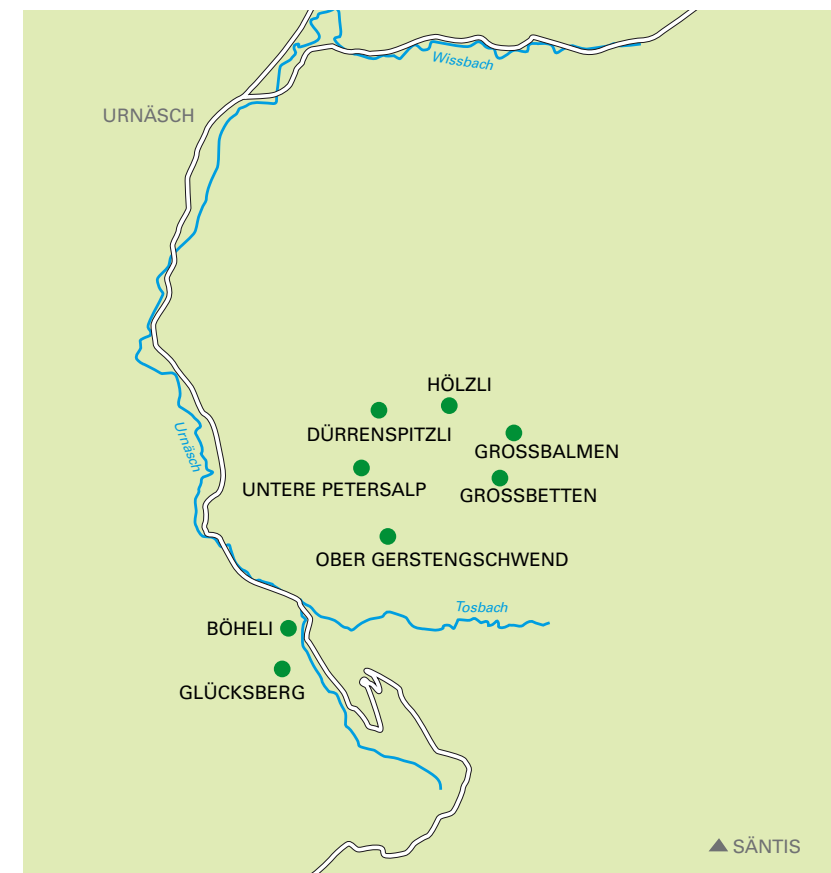 Wissbach
URNÄSCH
HÖLZLI
DÜRRENSPITZLI
Urnäsch
GROSSBALMEN
UNTERE PETERSALP
GROSSBETTEN
OBER GERSTENGSCHWEND
Tosbach
BÖHELI
GLÜCKSBERG
SÄNTIS